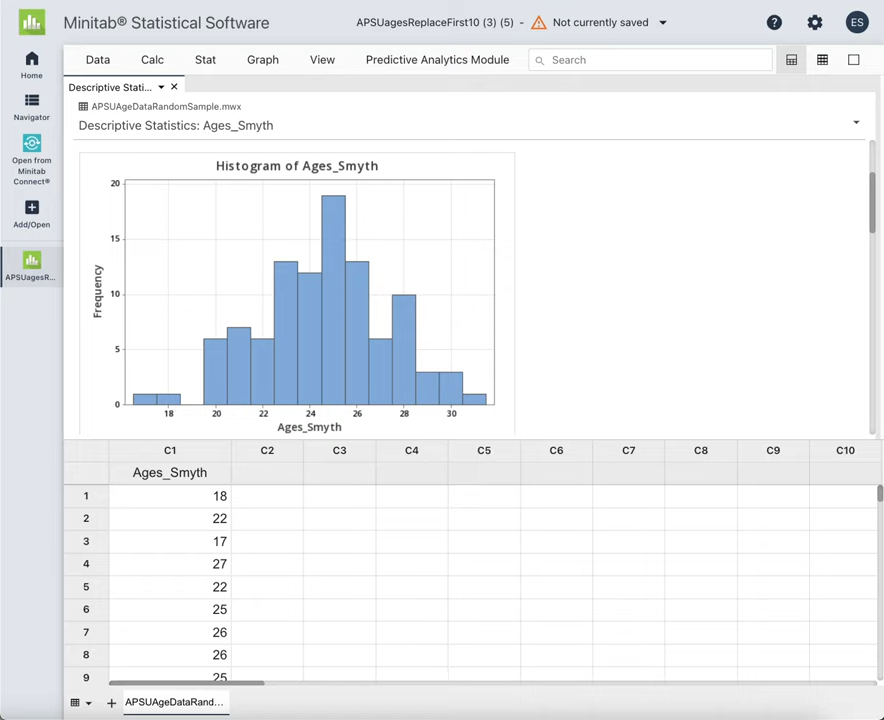 Minitab® Statistical Software
APSUagesReplaceFirst10 (3) (5) - Not currently saved
ES
Home
Navigator
Open from
Minitab
Connect®
Add/Open
APSUagesR...
Data Calc Stat Graph View Predictive Analytics Module Search
Descriptive Stati...
APSUAgeDataRandomSample.mwx
Descriptive Statistics: Ages_Smyth
Histogram of Ages_Smyth
20
15
10
5
0
Frequency
18 20 22 24 26 28 30
Ages_Smyth
C1 C2 C3 C4 C5 C6 C7 C8 C9 C10
Ages_Smyth
1 18
2 22
3 17
4 27
5 22
6 25
7 26
8 26
9 25
APSUAgeDataRand...